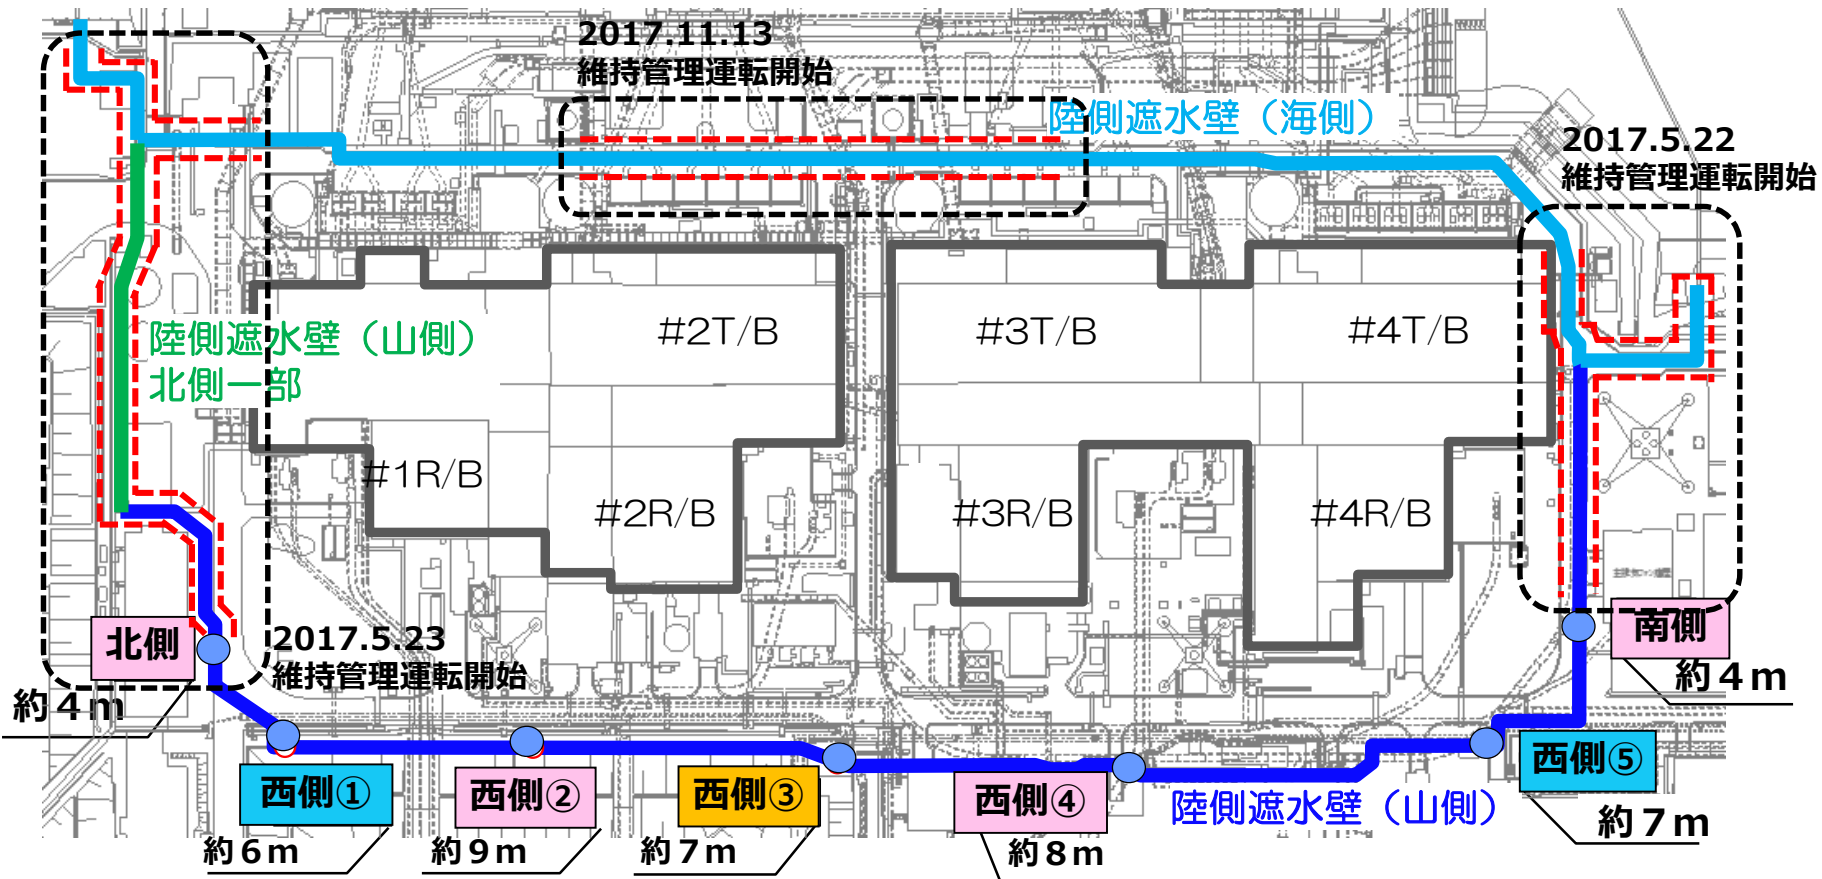 2017.11.13
維持管理運転開始
陸側遮水壁（海側）
2017.5.22
維持管理運転開始
陸側遮水壁（山側）
北側一部
#2T/B
#3T/B
#4T/B
#1R/B
#2R/B
#3R/B
#4R/B
北側
約４ｍ
2017.5.23
維持管理運転開始
南側
約４ｍ
西側①
約６ｍ
西側②
約９ｍ
西側③
約７ｍ
西側④
約８ｍ
陸側遮水壁（山側）
西側⑤
約７ｍ